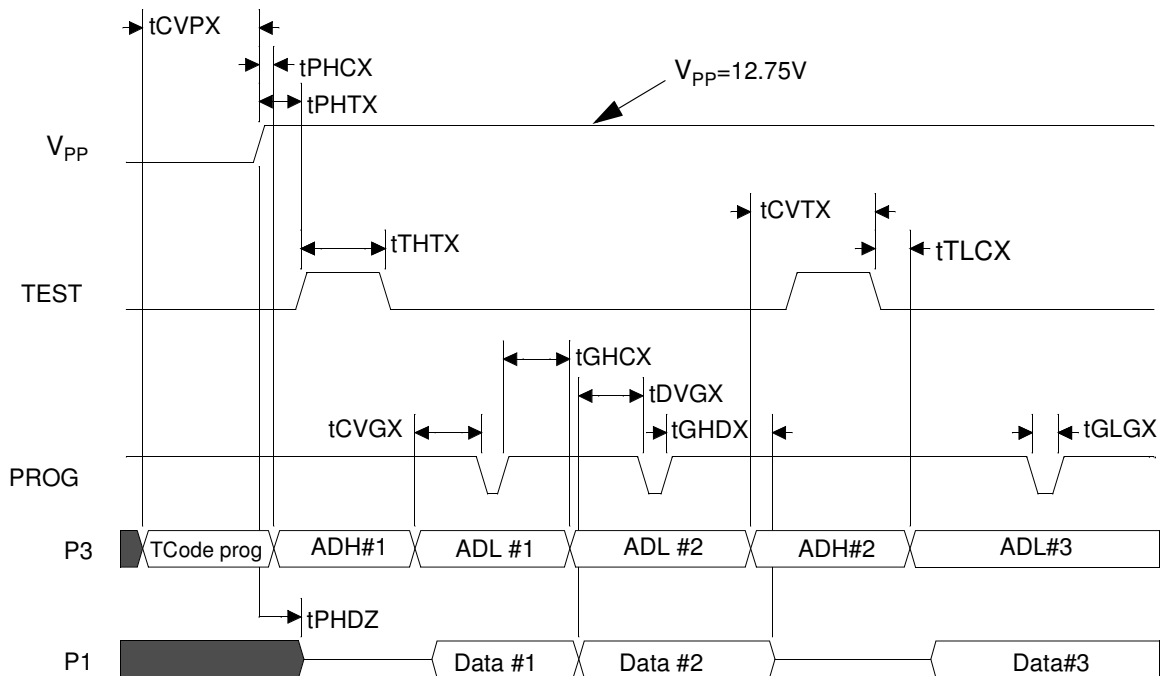 tCVPX
tPHCX
VPP=12.75V
tPHTX
VPP
tCVTX
tTHTX
tTLCX
TEST
tGHCX
tDVGX
tCVGX
tGHDX
tGLGX
PROG
P3
TCode prog
ADH#1
ADL #1
ADL #2
ADH#2
ADL#3
tPHDZ
P1
Data #1
Data #2
Data#3